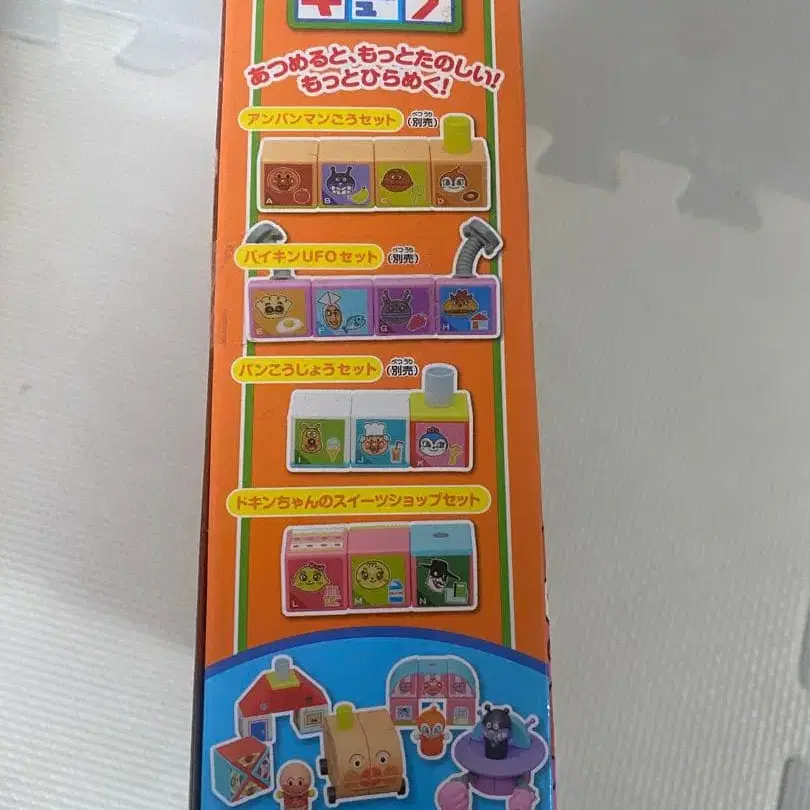 キューブ
あつめると、もっとたのしい!
もっとひらめく!
アンパンマンごうセット
べつうり
(別売)
A B C D
バイキンUFOセット
べつうり
(別売)
E F G H
パンこうじょうセット
べつうり
(別売)
I J K
ドキンちゃんのスイーツショップセット
L M N